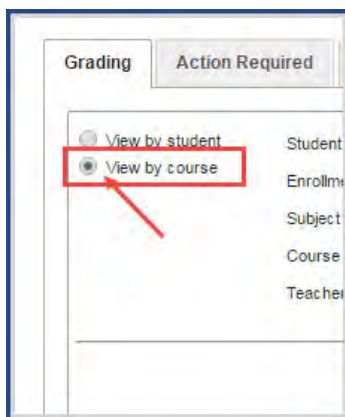 Grading Action Required
View by student Student
View by course Enrollme
Subject
Course
Teacher